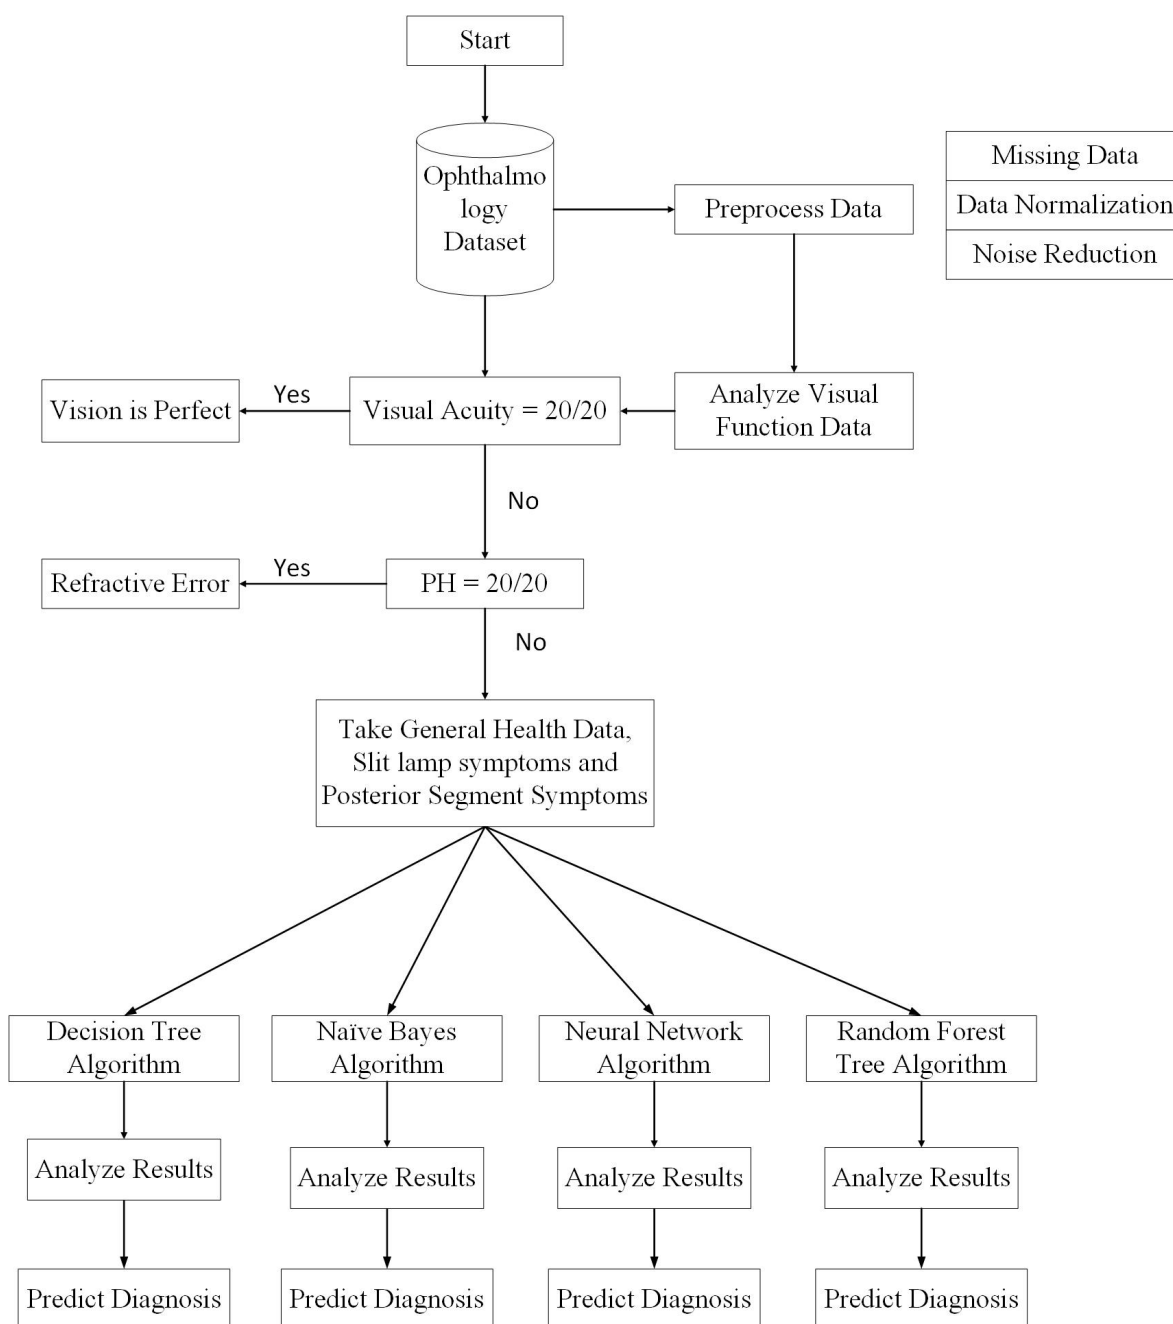 Start
Ophthalmo
logy
Dataset
Preprocess Data
Missing Data
Data Normalization
Noise Reduction
Vision is Perfect
Yes
Visual Acuity = 20/20
Analyze Visual
Function Data
No
Refractive Error
Yes
PH = 20/20
No
Take General Health Data,
Slit lamp symptoms and
Posterior Segment Symptoms
Decision Tree
Algorithm
Naïve Bayes
Algorithm
Neural Network
Algorithm
Random Forest
Tree Algorithm
Analyze Results
Analyze Results
Analyze Results
Analyze Results
Predict Diagnosis
Predict Diagnosis
Predict Diagnosis
Predict Diagnosis